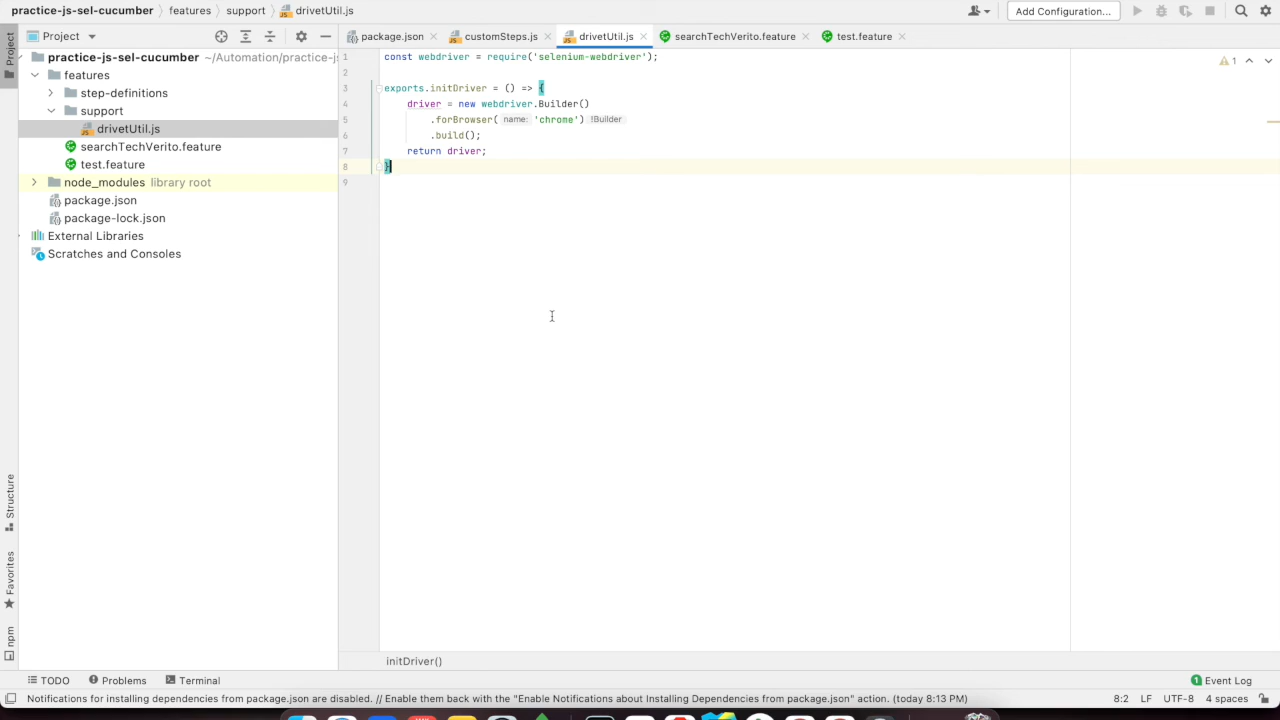 practice-js-sel-cucumber › features › support › drivetUtil.js
Add Configuration...
Project
package.json
customSteps.js
drivetUtil.js
searchTechVerito.feature
test.feature
Project
practice-js-sel-cucumber ~/Automation/practice-js
features
step-definitions
support
drivetUtil.js
searchTechVerito.feature
test.feature
node_modules library root
package.json
package-lock.json
External Libraries
Scratches and Consoles
1 const webdriver = require('selenium-webdriver');
2
3 exports.initDriver = () => {
4 driver = new webdriver.Builder()
5 .forBrowser( name: 'chrome') !Builder
6 .build();
7 return driver;
8 }
9
1
Structure
Favorites
npm
initDriver()
TODO
Problems
Terminal
1 Event Log
Notifications for installing dependencies from package.json are disabled. // Enable them back with the "Enable Notifications about Installing Dependencies from package.json" action. (today 8:13 PM)
8:2 LF UTF-8 4 spaces